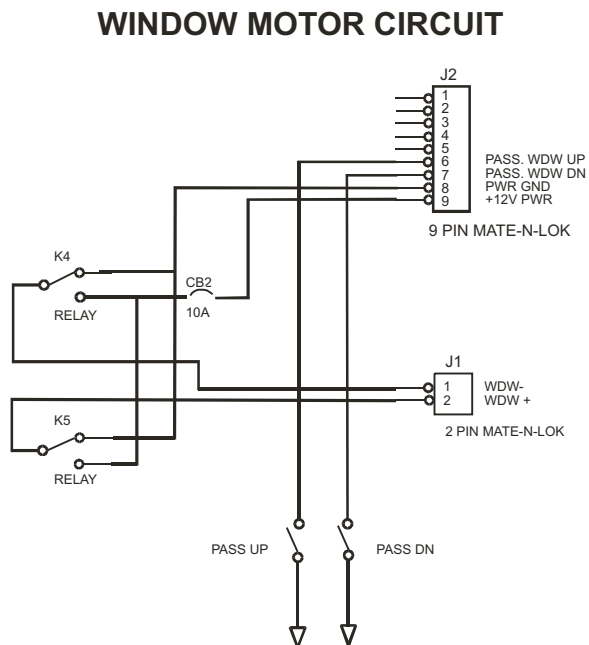 WINDOW MOTOR CIRCUIT
J2
1
2
3
4
5
6 PASS. WDW UP
7 PASS. WDW DN
8 PWR GND
9 +12V PWR
9 PIN MATE-N-LOK
K4
RELAY
CB2
10A
J1
1 WDW-
2 WDW +
2 PIN MATE-N-LOK
K5
RELAY
PASS UP
PASS DN